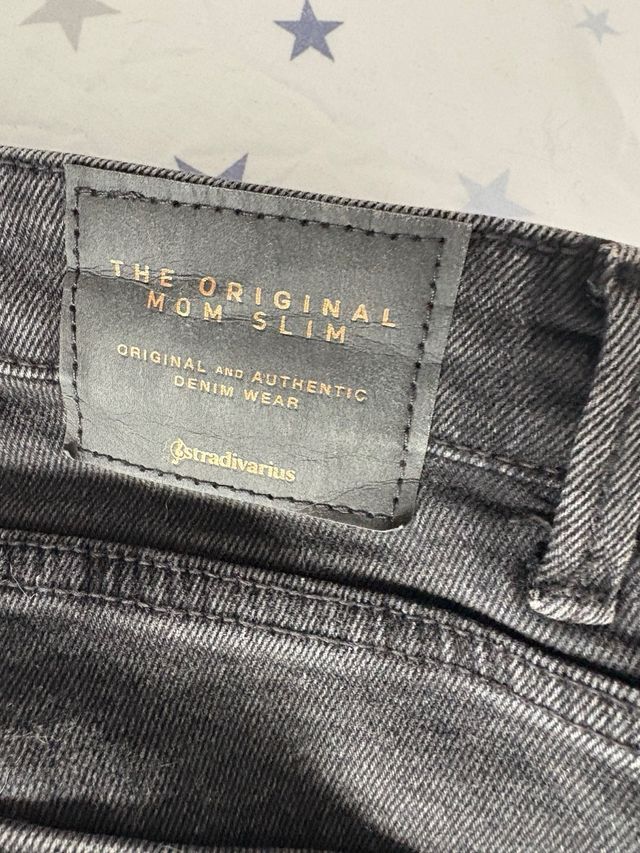 THE ORIGINAL
MOM SLIM
ORIGINAL AND AUTHENTIC
DENIM WEAR
stradivarius